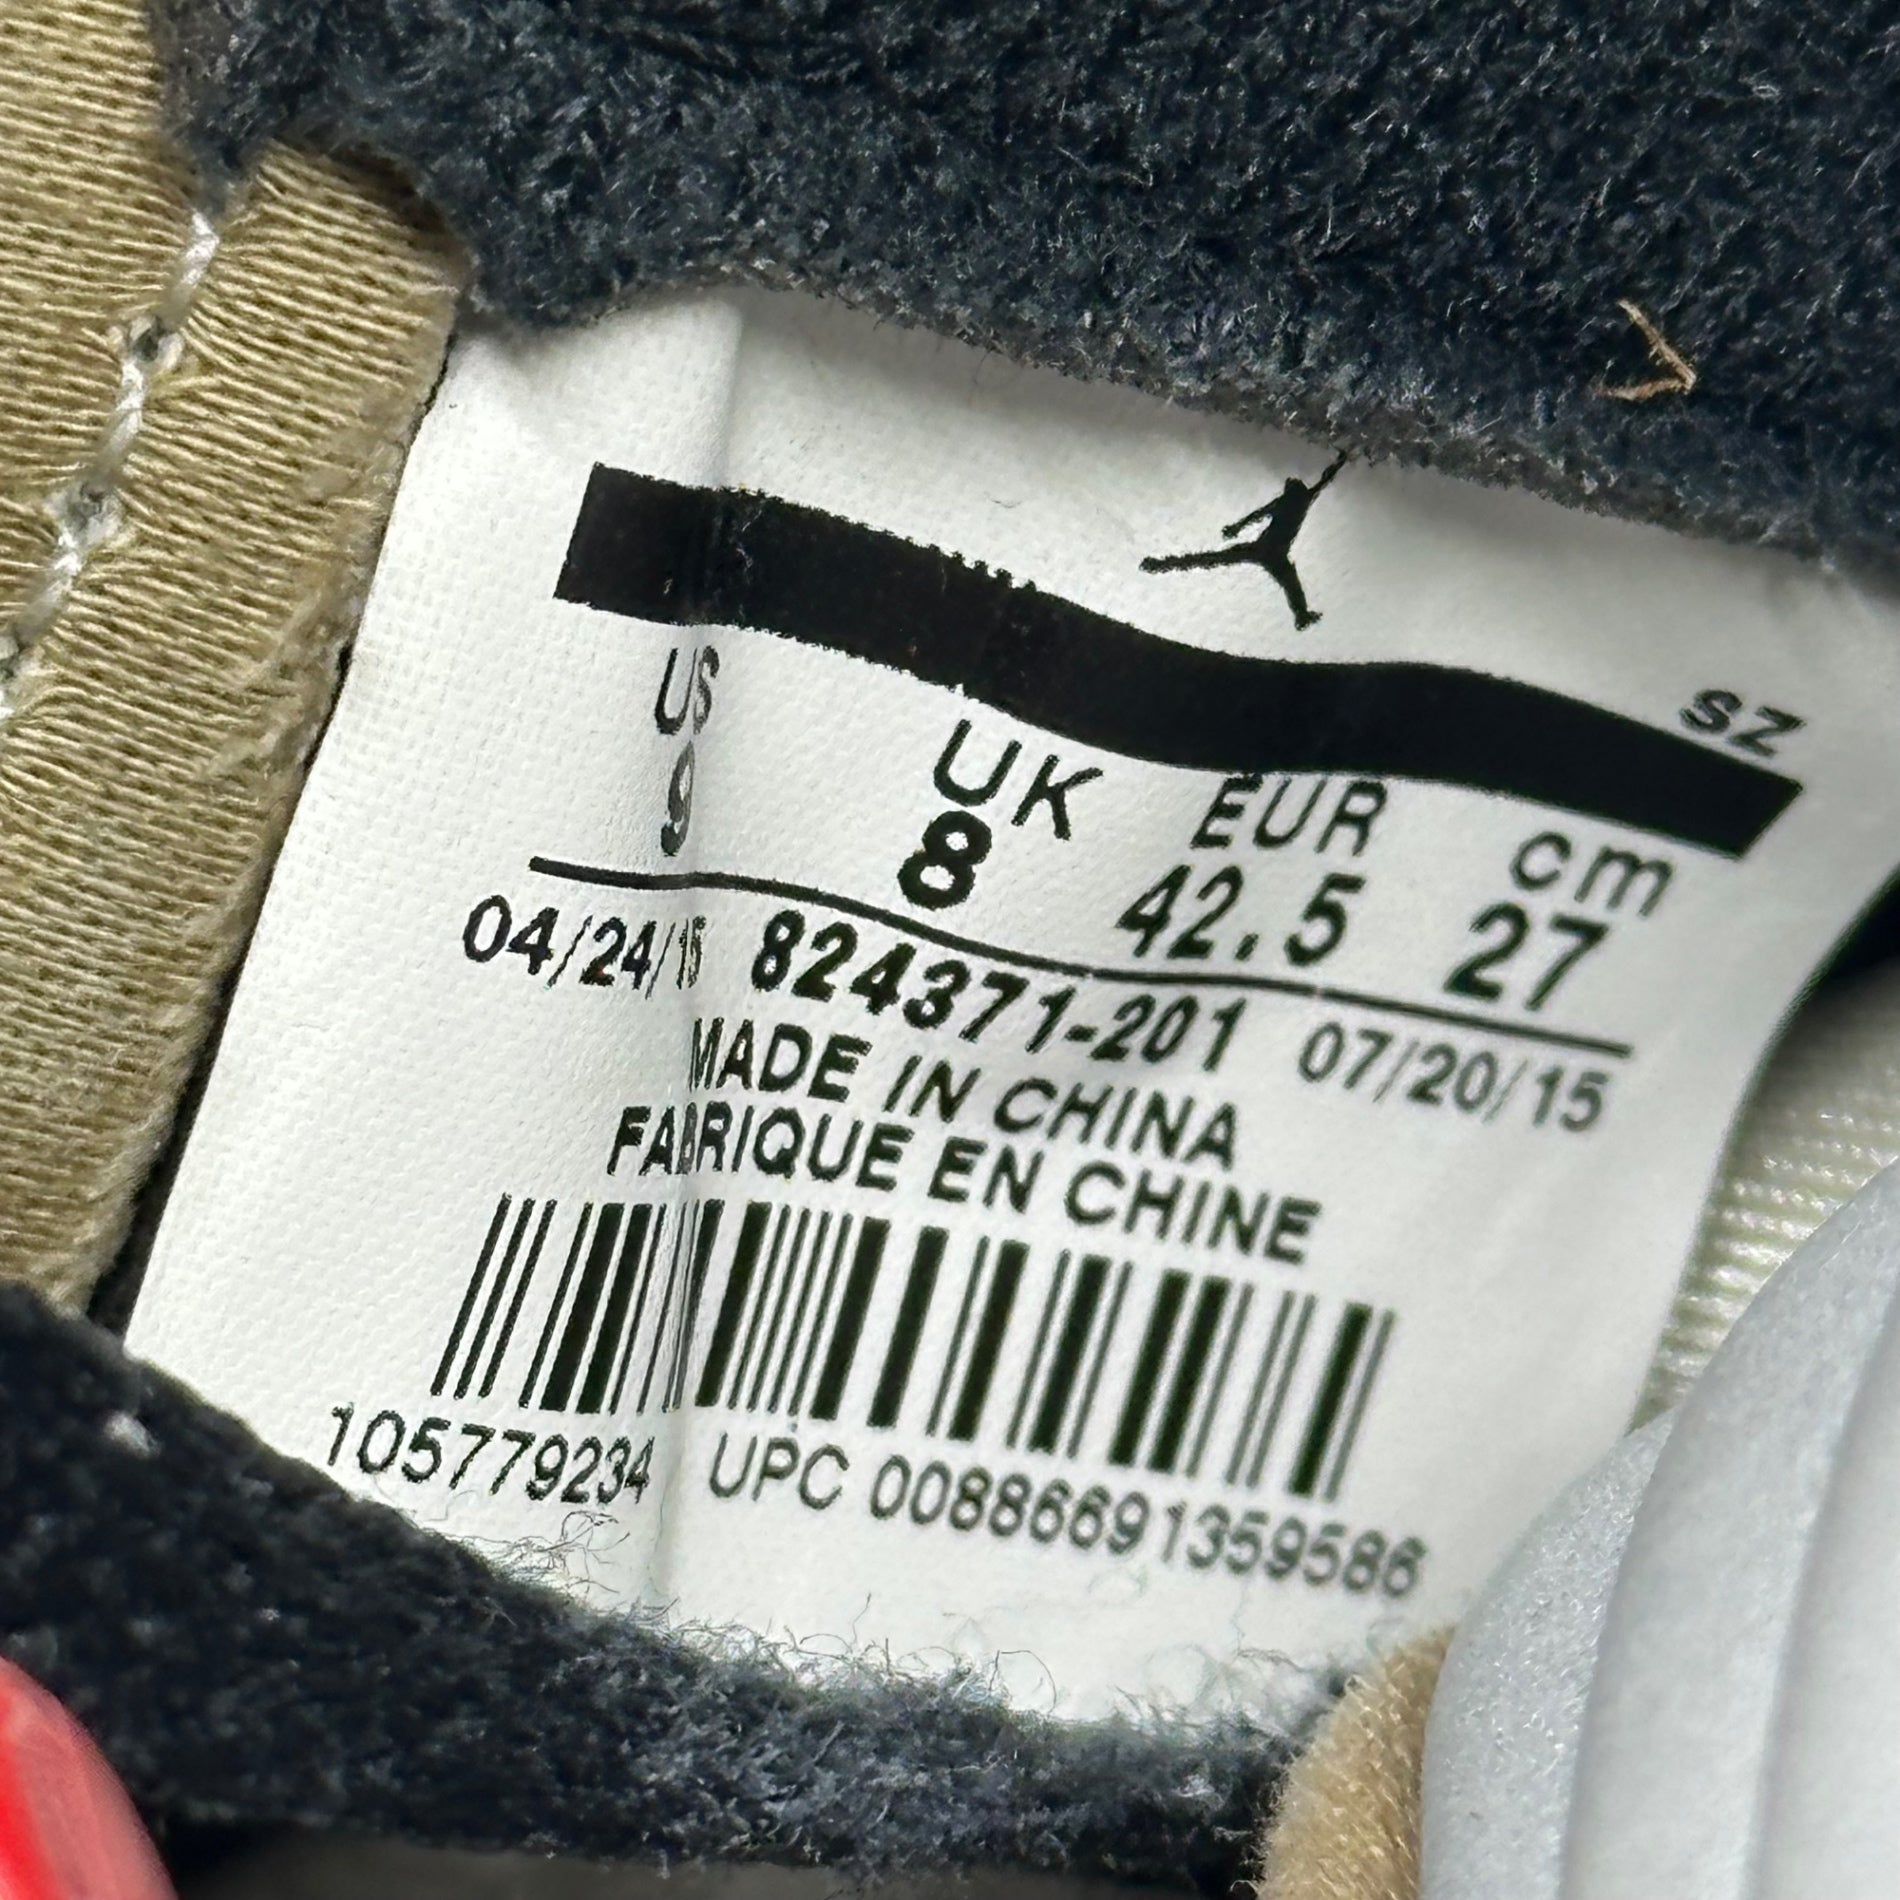 SZ
US UK EUR cm
9 8 42.5 27
04/24/15 824371-201 07/20/15
MADE IN CHINA
FABRIQUE EN CHINE
105779234 UPC 00886691359586